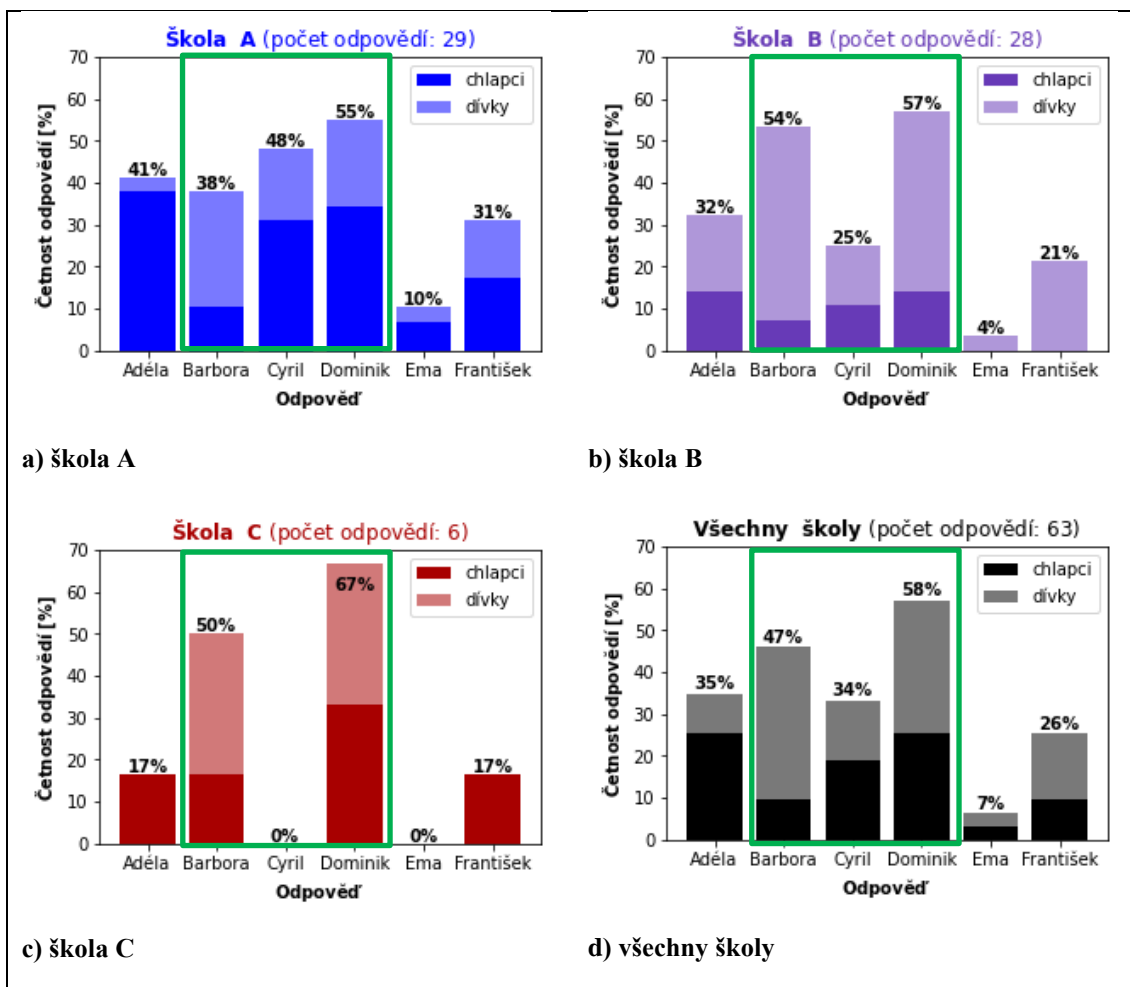 Škola A (počet odpovědí: 29)
Četnost odpovědí [%]
70
60
50
40
30
20
10
0
41%
38%
48%
55%
10%
31%
chlapci
dívky
Adéla Barbora Cyril Dominik Ema František
Odpověď
a) škola A
Škola B (počet odpovědí: 28)
Četnost odpovědí [%]
70
60
50
40
30
20
10
0
32%
54%
25%
57%
4%
21%
chlapci
dívky
Adéla Barbora Cyril Dominik Ema František
Odpověď
b) škola B
Škola C (počet odpovědí: 6)
Četnost odpovědí [%]
70
60
50
40
30
20
10
0
17%
50%
0%
67%
0%
17%
chlapci
dívky
Adéla Barbora Cyril Dominik Ema František
Odpověď
c) škola C
Všechny školy (počet odpovědí: 63)
Četnost odpovědí [%]
70
60
50
40
30
20
10
0
35%
47%
34%
58%
7%
26%
chlapci
dívky
Adéla Barbora Cyril Dominik Ema František
Odpověď
d) všechny školy